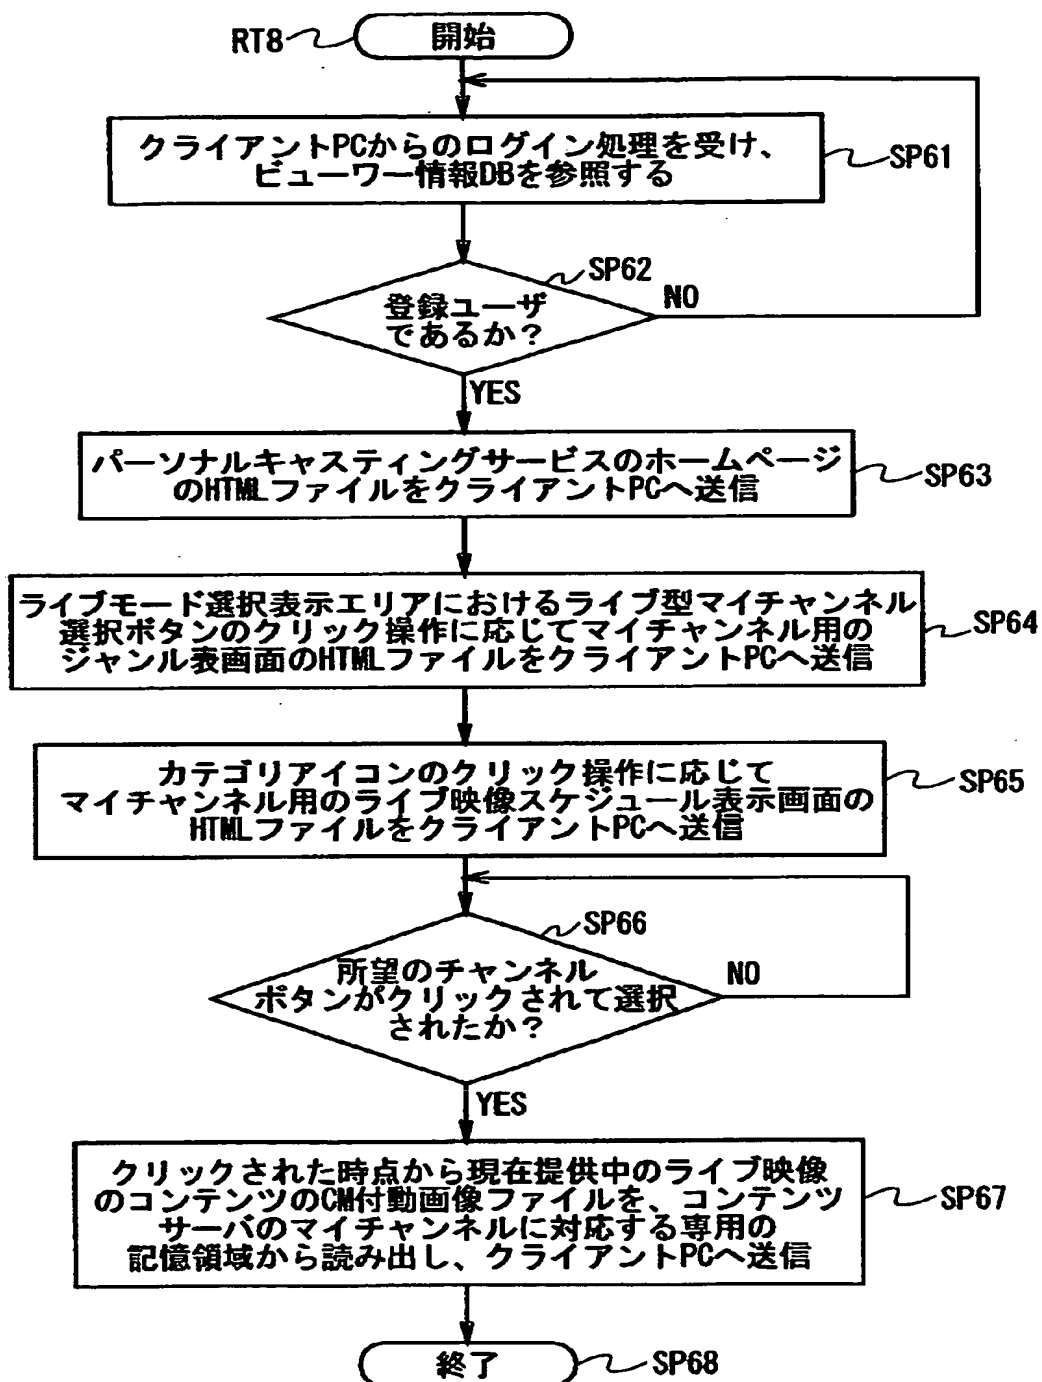 RT8
開始
クライアントPCからのログイン処理を受け、
ビューワー情報DBを参照する
SP61
SP62
登録ユーザ
であるか？
NO
YES
パーソナルキャスティングサービスのホームページ
のHTMLファイルをクライアントPCへ送信
SP63
ライブモード選択表示エリアにおけるライブ型マイチャンネル
選択ボタンのクリック操作に応じてマイチャンネル用の
ジャンル表画面のHTMLファイルをクライアントPCへ送信
SP64
カテゴリアイコンのクリック操作に応じて
マイチャンネル用のライブ映像スケジュール表示画面の
HTMLファイルをクライアントPCへ送信
SP65
SP66
所望のチャンネル
ボタンがクリックされて選択
されたか？
NO
YES
クリックされた時点から現在提供中のライブ映像
のコンテンツのCM付動画像ファイルを、コンテンツ
サーバのマイチャンネルに対応する専用の
記憶領域から読み出し、クライアントPCへ送信
SP67
終了
SP68